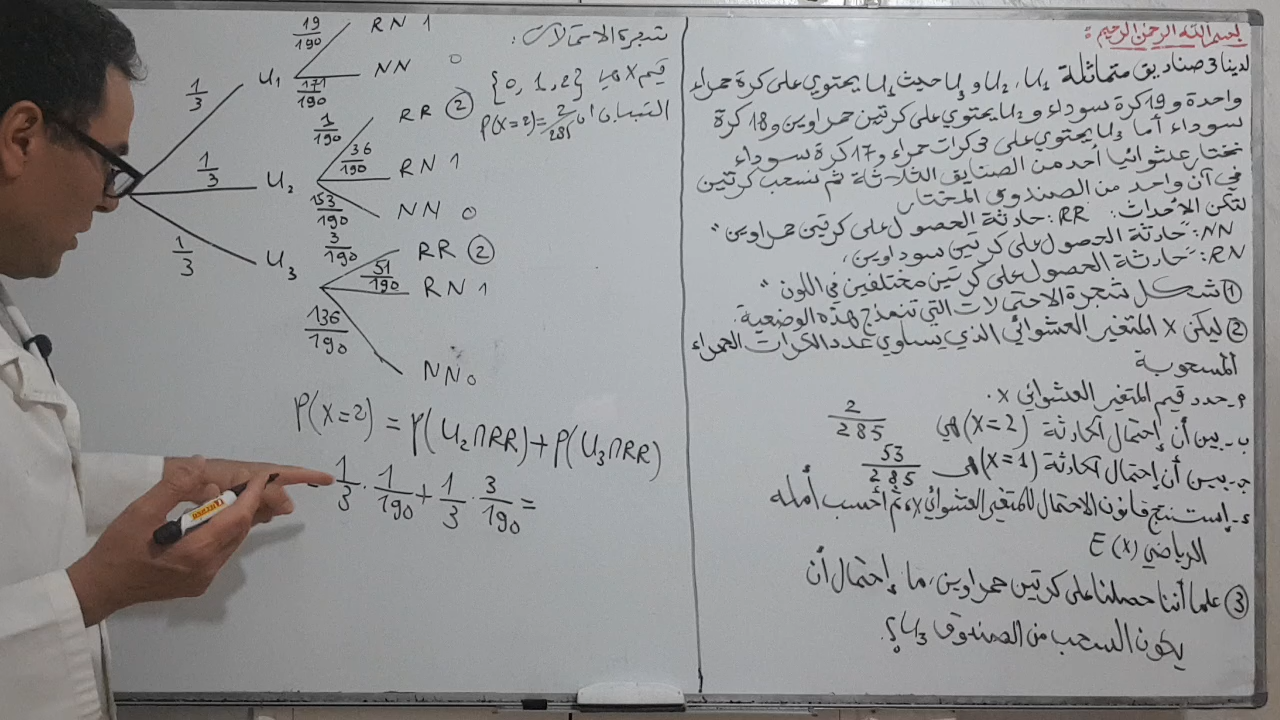 بسم الله الرحمن الرحيم:
لدينا 3 صناديق متماثلة U₁، U₂ و U₃ حيث U₁ يحتوي على كرة حمراء
واحدة و 19 كرة سوداء و U₂ يحتوي على كرتين حمراوين و 18 كرة
سوداء أما U₃ يحتوي على 3 كرات حمراء و 17 كرة سوداء
نختار عشوائيا أحد من الصنايق الثلاثة ثم نسحب كرتين
في آن واحد من الصندوق المختار
لتكن الأحداث: RR: حادثة الحصول على كرتين حمراوين "
NN: حادثة الحصول على كرتين سوداوين،
RN: حادثة الحصول على كرتين مختلفين في اللون "
① شكل شجرة الاحتمالات التي تنمذج هذه الوضعية.
② ليكن X المتغير العشوائي الذي يساوي عدد الكرات الحمراء
المسحوبة
أ- حدد قيم المتغير العشوائي X.
ب- بين أن إحتمال الحادثة (X=2) هي 2/285
ج- بين أن إحتمال الحادثة (X=1) هي 53/285
د- إستنتج قانون الاحتمال للمتغير العشوائي X، ثم أحسب أمله
الرياضي E(X)
③ علما أننا حصلنا على كرتين حمراوين، ما إحتمال أن
يكون السحب من الصندوق U₃؟
شجرة الاحتمالات:
قيم X هي {0, 1, 2}
P(X=2)=2/285
1/3 U₁
19/190 RN 1
171/190 NN 0
1/3 U₂
1/190 RR ②
36/190 RN 1
153/190 NN 0
1/3 U₃
3/190 RR ②
51/190 RN 1
136/190 NN 0
P(X=2) = P(U₂∩RR)+P(U₃∩RR)
1/3 · 1/190 + 1/3 · 3/190 =